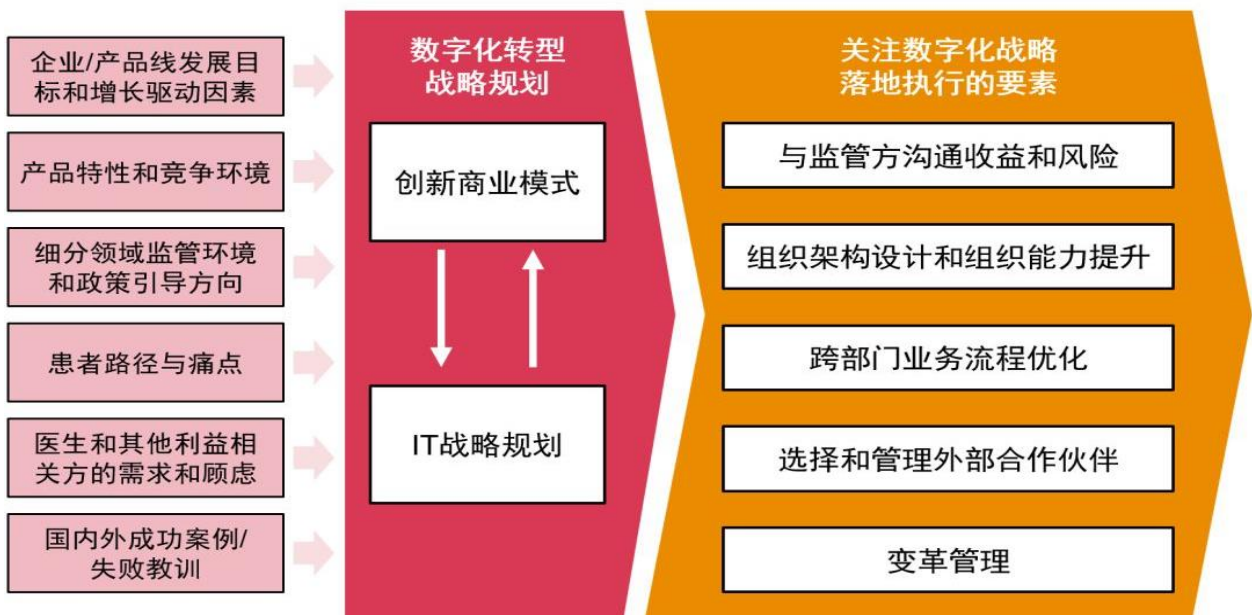 企业/产品线发展目
标和增长驱动因素
产品特性和竞争环境
细分领域监管环境
和政策引导方向
患者路径与痛点
医生和其他利益相
关方的需求和顾虑
国内外成功案例/
失败教训
数字化转型
战略规划
创新商业模式
IT战略规划
关注数字化战略
落地执行的要素
与监管方沟通收益和风险
组织架构设计和组织能力提升
跨部门业务流程优化
选择和管理外部合作伙伴
变革管理